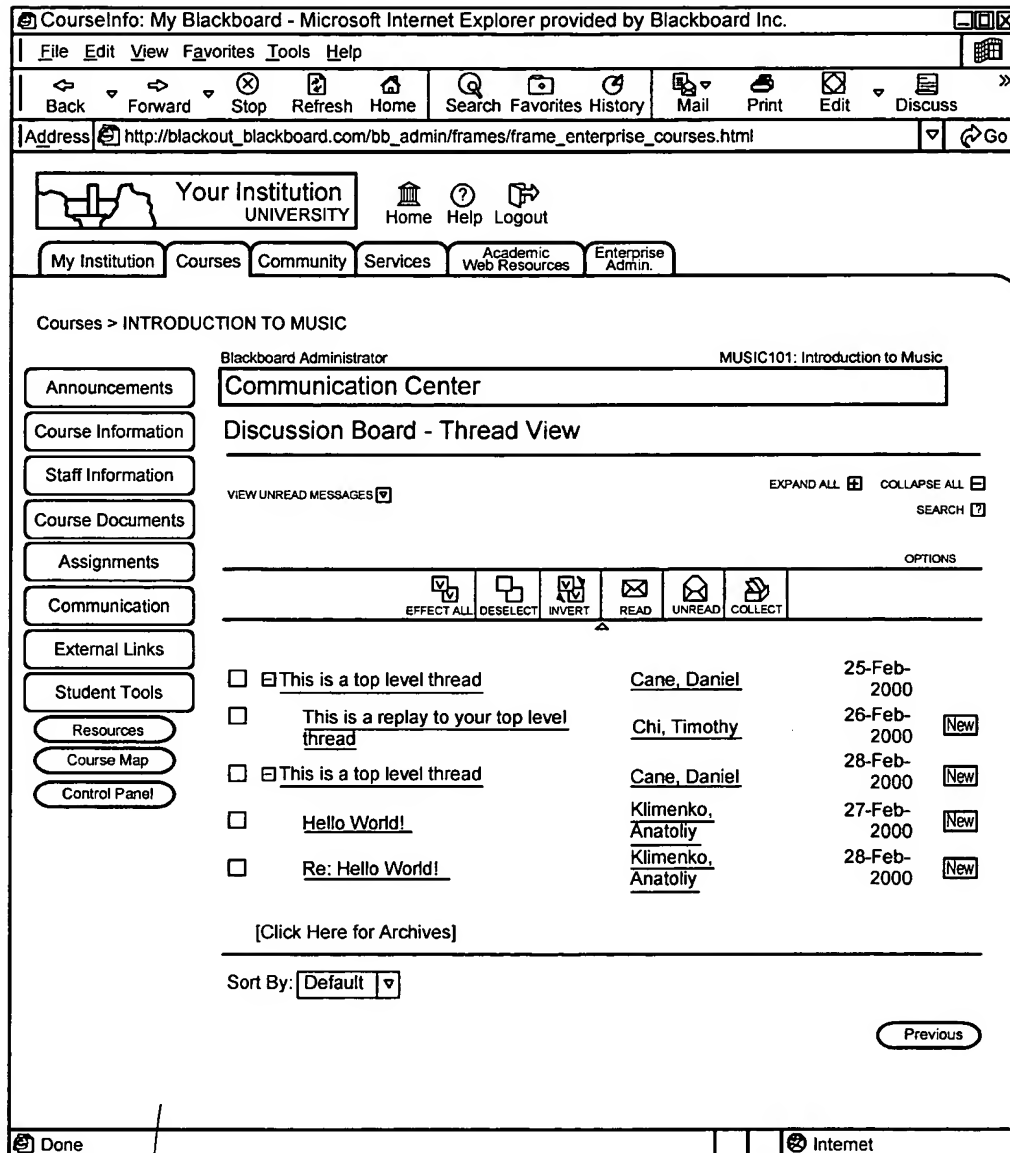 CourseInfo: My Blackboard - Microsoft Internet Explorer provided by Blackboard Inc.
File Edit View Favorites Tools Help
Back Forward Stop Refresh Home Search Favorites History Mail Print Edit Discuss »
Address http://blackout_blackboard.com/bb_admin/frames/frame_enterprise_courses.html Go
Your Institution
UNIVERSITY
Home Help Logout
My Institution Courses Community Services Academic Web Resources Enterprise Admin.
Courses > INTRODUCTION TO MUSIC
Blackboard Administrator MUSIC101: Introduction to Music
Announcements
Communication Center
Course Information
Discussion Board - Thread View
Staff Information
VIEW UNREAD MESSAGES
EXPAND ALL + COLLAPSE ALL -
SEARCH ?
Course Documents
Assignments
OPTIONS
Communication
EFFECT ALL DESELECT INVERT READ UNREAD COLLECT
External Links
Student Tools
Resources
Course Map
Control Panel
This is a top level thread Cane, Daniel 25-Feb-
2000
This is a replay to your top level
thread
Chi, Timothy 26-Feb-
2000 New
This is a top level thread Cane, Daniel 28-Feb-
2000 New
Hello World! Klimenko,
Anatoliy
27-Feb-
2000 New
Re: Hello World! Klimenko,
Anatoliy
28-Feb-
2000 New
[Click Here for Archives]
Sort By: Default
Previous
Done Internet